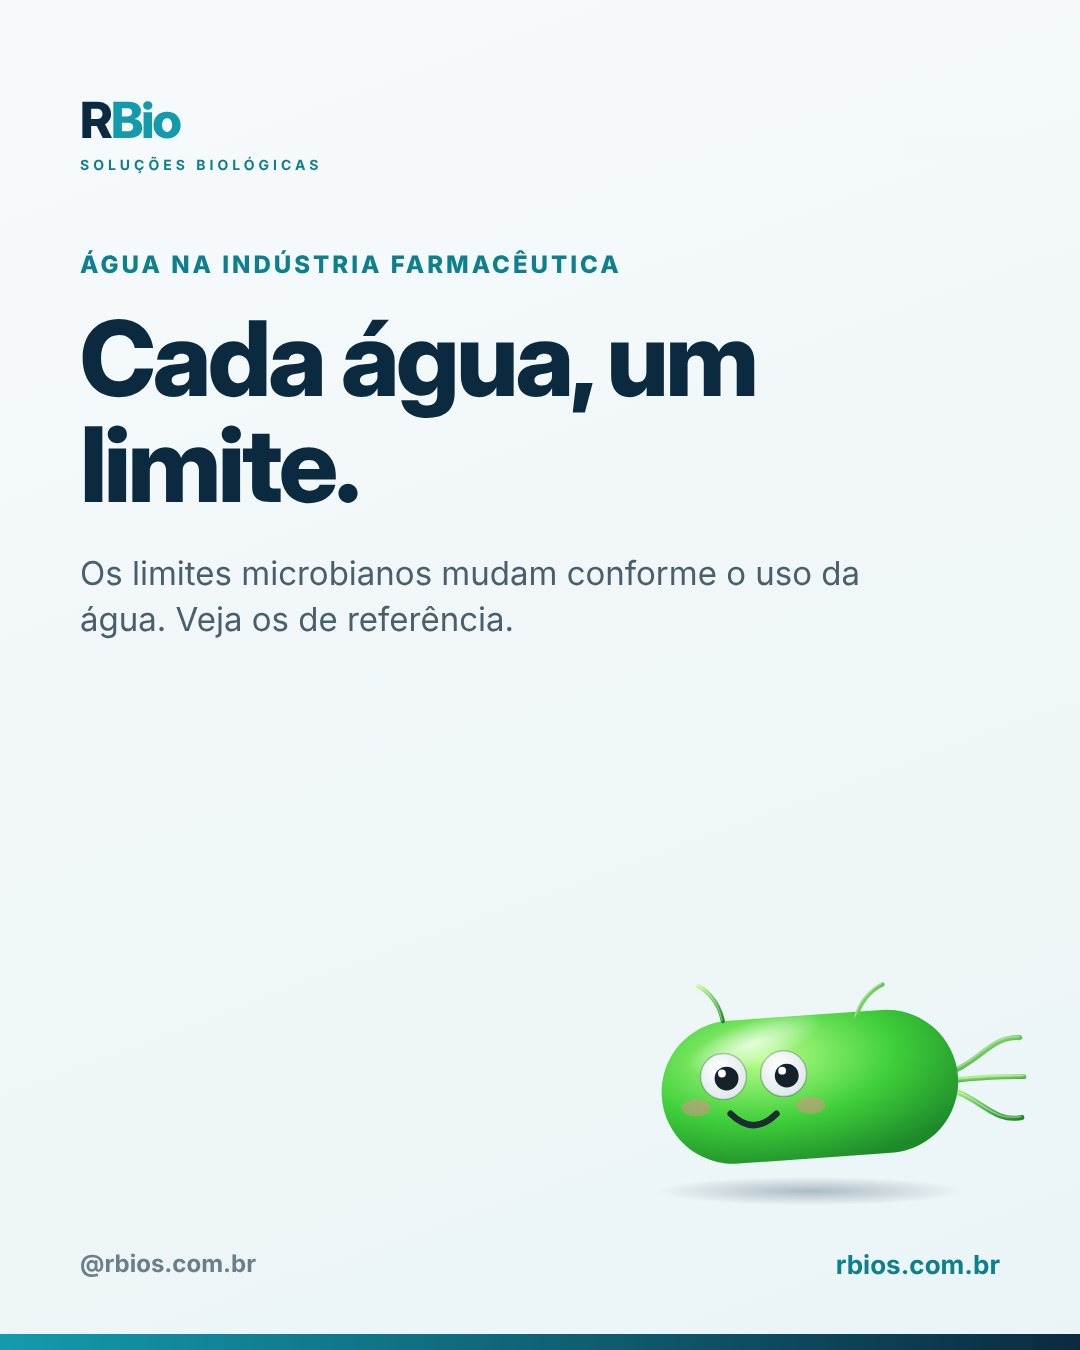 RBio
SOLUÇÕES BIOLÓGICAS
ÁGUA NA INDÚSTRIA FARMACÊUTICA
Cada água, um
limite.
Os limites microbianos mudam conforme o uso da
água. Veja os de referência.
@rbios.com.br
rbios.com.br